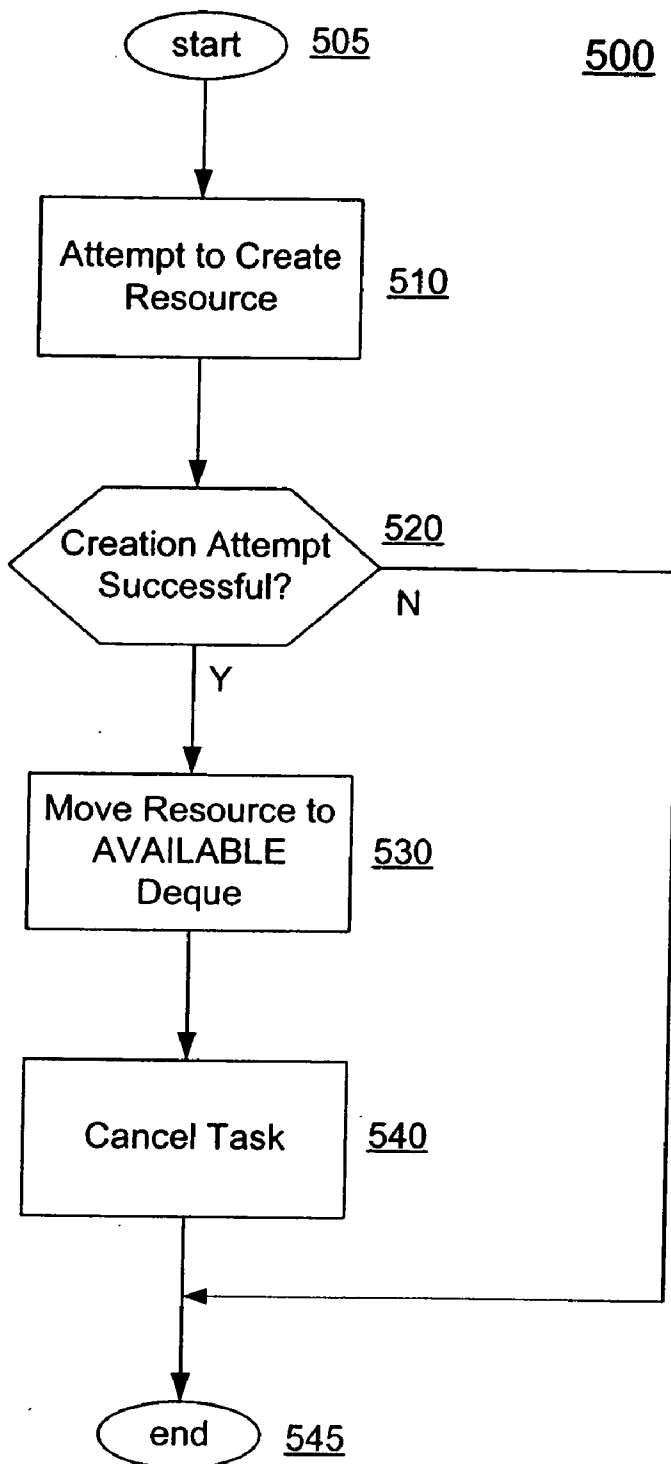 start
505
500
Attempt to Create
Resource
510
Creation Attempt
Successful?
520
N
Y
Move Resource to
AVAILABLE
Deque
530
Cancel Task
540
end
545